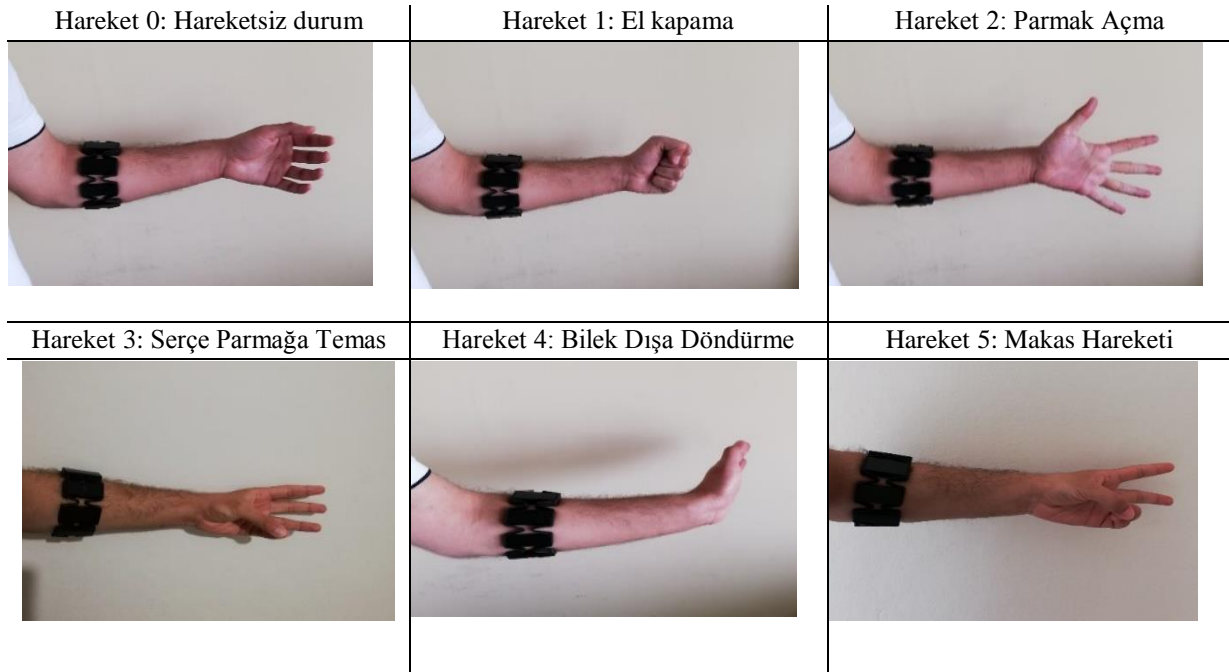 Hareket 0: Hareketsiz durum
Hareket 1: El kapama
Hareket 2: Parmak Açma
Hareket 3: Serçe Parmağa Temas
Hareket 4: Bilek Dışa Döndürme
Hareket 5: Makas Hareketi